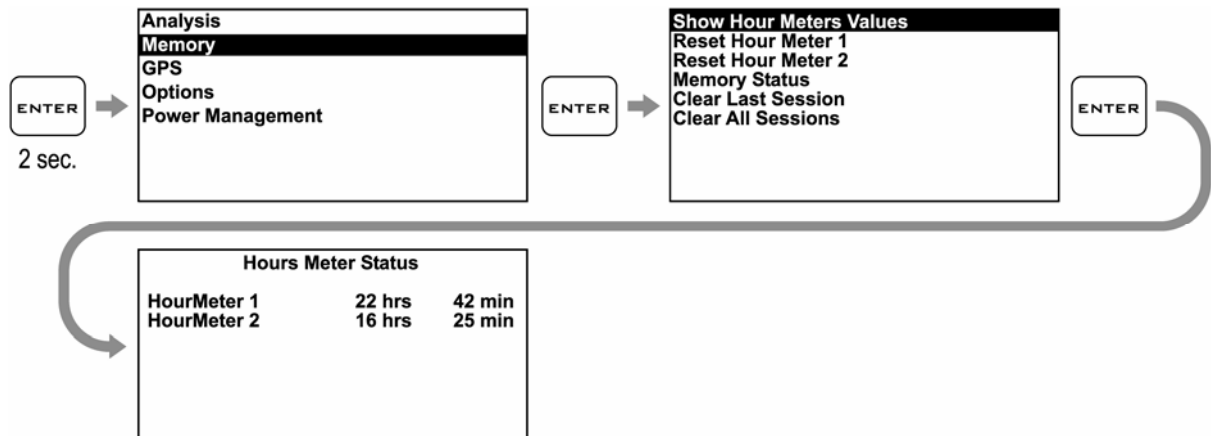 ENTER
2 sec.
Analysis
Memory
GPS
Options
Power Management
ENTER
Show Hour Meters Values
Reset Hour Meter 1
Reset Hour Meter 2
Memory Status
Clear Last Session
Clear All Sessions
ENTER
Hours Meter Status
HourMeter 1 22 hrs 42 min
HourMeter 2 16 hrs 25 min